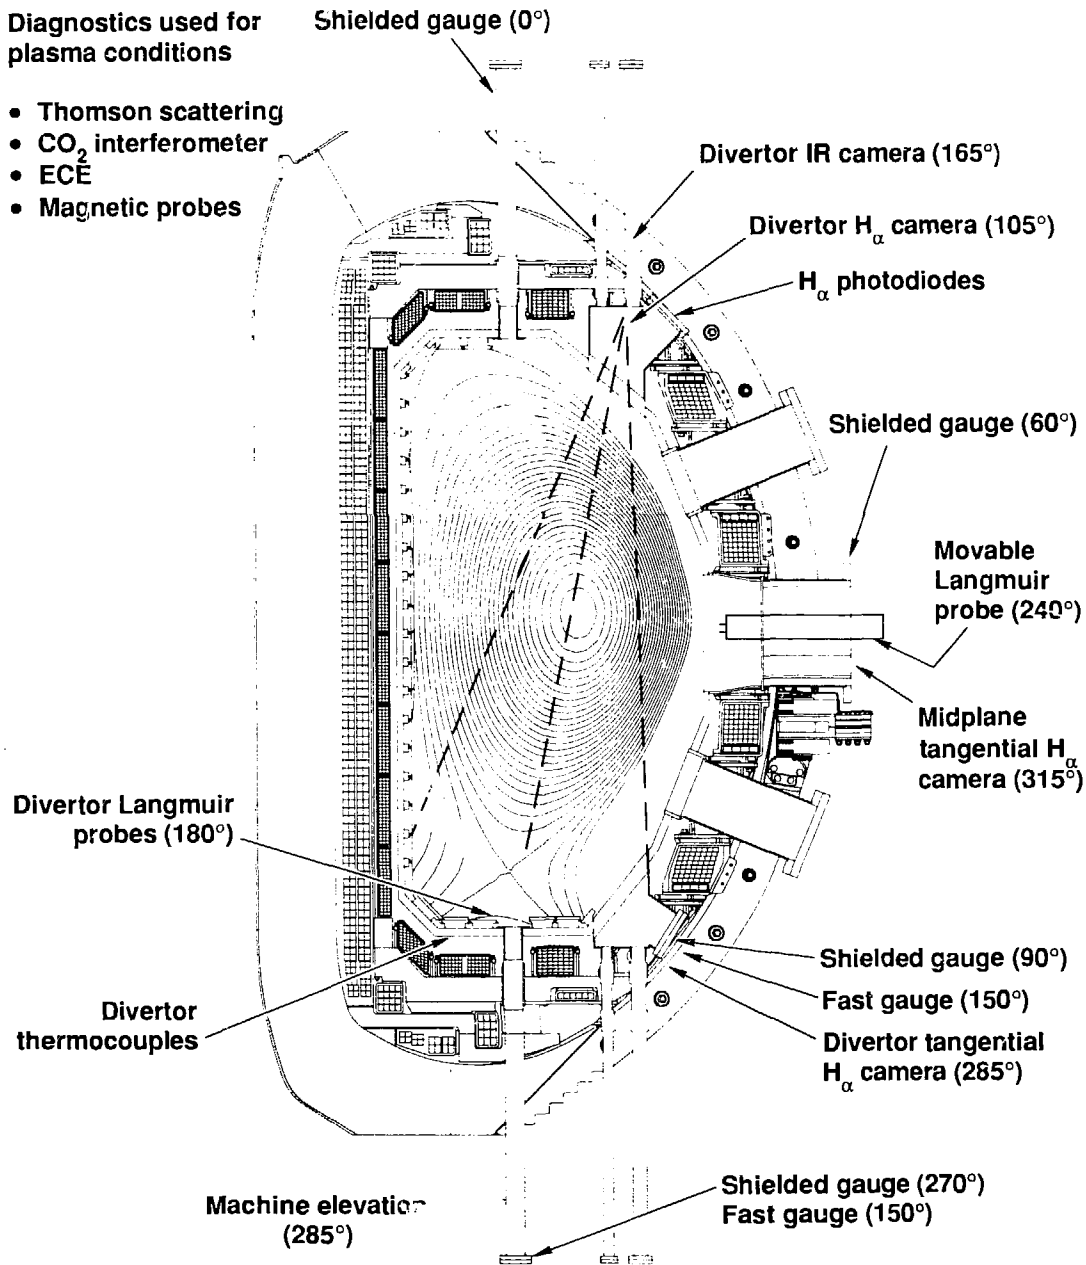 Diagnostics used for
plasma conditions
• Thomson scattering
• CO₂ interferometer
• ECE
• Magnetic probes
Shielded gauge (0°)
Divertor IR camera (165°)
Divertor Hα camera (105°)
Hα photodiodes
Shielded gauge (60°)
Movable
Langmuir
probe (240°)
Midplane
tangential Hα
camera (315°)
Divertor Langmuir
probes (180°)
Divertor
thermocouples
Shielded gauge (90°)
Fast gauge (150°)
Divertor tangential
Hα camera (285°)
Machine elevation
(285°)
Shielded gauge (270°)
Fast gauge (150°)